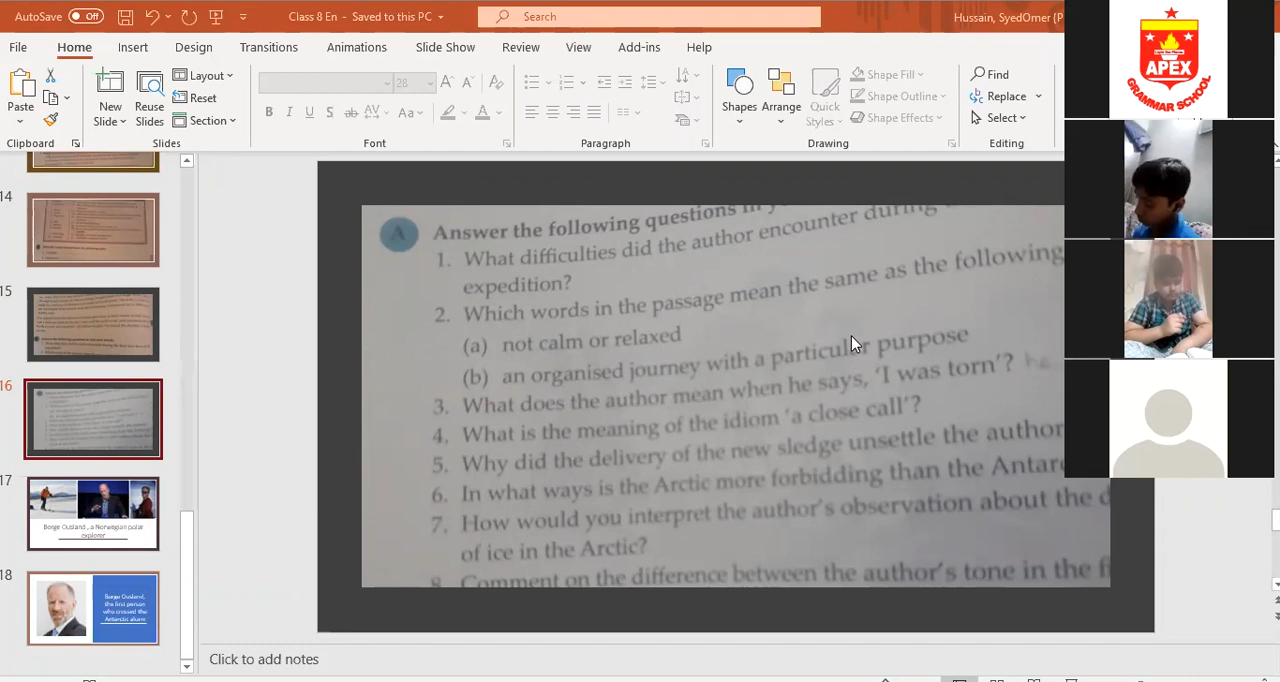 AutoSave Off Class 8 En - Saved to this PC Search Hussain, SyedOmer (P
File Home Insert Design Transitions Animations Slide Show Review View Add-ins Help
Paste
New Slide
Reuse Slides
Layout
Reset
Section
28
Shapes
Arrange
Quick Styles
Shape Fill
Shape Outline
Shape Effects
Find
Replace
Select
Clipboard Slides Font Paragraph Drawing Editing
APEX
GRAMMAR SCHOOL
14
15
16
17
Borge Ousland , a Norwegian polar
explorer
18
Borge Ousland,
the first person
who crossed the
Antarctic alone
A Answer the following questions in
1. What difficulties did the author encounter during
expedition?
2. Which words in the passage mean the same as the following
(a) not calm or relaxed
(b) an organised journey with a particular purpose
3. What does the author mean when he says, 'I was torn'? he
4. What is the meaning of the idiom 'a close call'?
5. Why did the delivery of the new sledge unsettle the author
6. In what ways is the Arctic more forbidding than the Antarc
7. How would you interpret the author's observation about the d
of ice in the Arctic?
8. Comment on the difference between the author's tone in the fi
Click to add notes